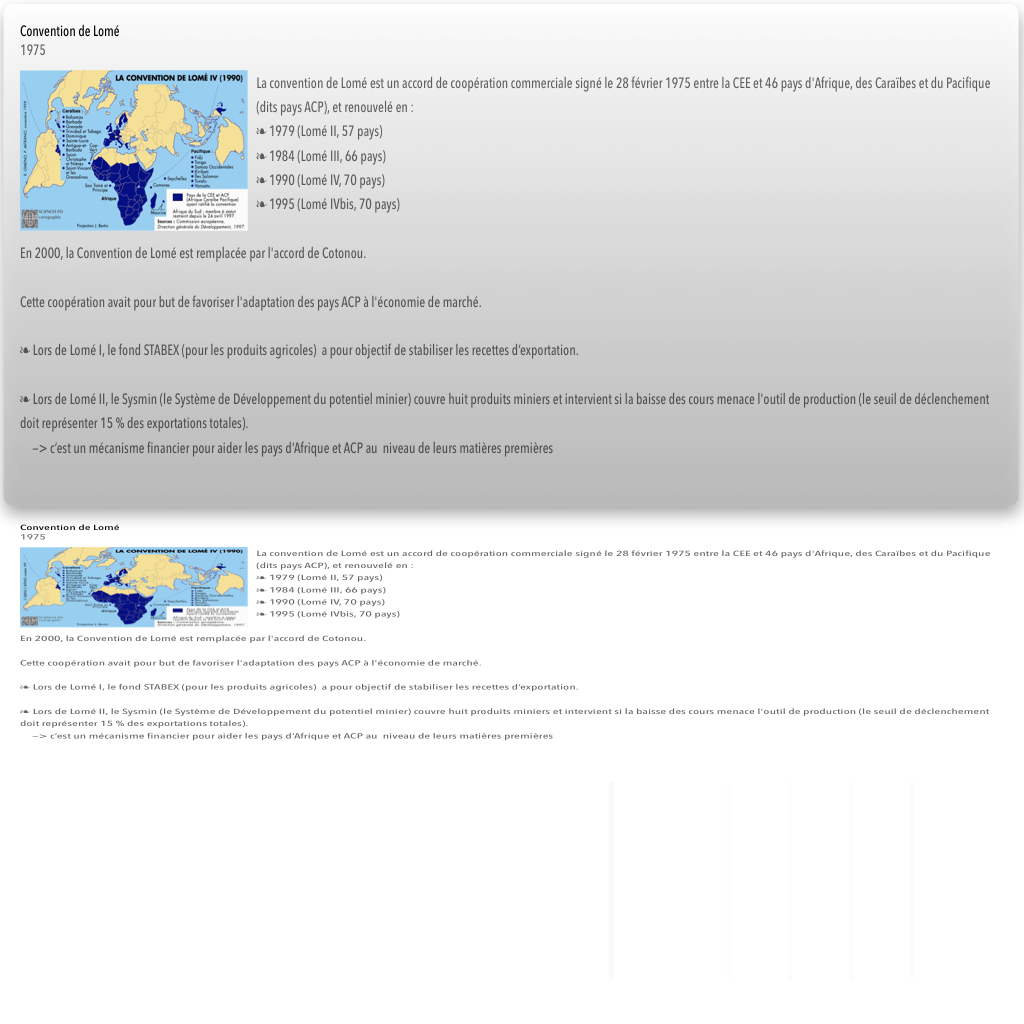 Convention de Lomé
1975
LA CONVENTION DE LOMÉ IV (1990)
Caraïbes :
Bahamas
Barbade
Grenade
Trinidad et Tobago
Dominique
Sainte-Lucie
Antigua-et-
Barbuda
Cap
Vert
Saint-
Christophe
et Nièves
Saint-Vincent
et les
Grenadines
Sao Tomé et
Principe
Afrique
Seychelles
Comores
Maurice
Pacifique :
Fidji
Tonga
Samoa Occidentales
Kiribati
Iles Salomon
Tuvalu
Vanuatu
Pays de la CEE et ACP
(Afrique Caraïbe Pacifique)
ayant ratifié la convention
Afrique du Sud : membre à statut
restreint depuis le 24 avril 1997.
Sources : Commission européenne.
Direction générale du Développement, 1997.
SCIENCES-PO
cartographie
Projection J. Bertin
La convention de Lomé est un accord de coopération commerciale signé le 28 février 1975 entre la CEE et 46 pays d'Afrique, des Caraïbes et du Pacifique
(dits pays ACP), et renouvelé en :
❧ 1979 (Lomé II, 57 pays)
❧ 1984 (Lomé III, 66 pays)
❧ 1990 (Lomé IV, 70 pays)
❧ 1995 (Lomé IVbis, 70 pays)
En 2000, la Convention de Lomé est remplacée par l'accord de Cotonou.
Cette coopération avait pour but de favoriser l'adaptation des pays ACP à l'économie de marché.
❧ Lors de Lomé I, le fond STABEX (pour les produits agricoles)  a pour objectif de stabiliser les recettes d'exportation.
❧ Lors de Lomé II, le Sysmin (le Système de Développement du potentiel minier) couvre huit produits miniers et intervient si la baisse des cours menace l'outil de production (le seuil de déclenchement
doit représenter 15 % des exportations totales).
–> c'est un mécanisme financier pour aider les pays d'Afrique et ACP au  niveau de leurs matières premières
Convention de Lomé
1975
LA CONVENTION DE LOMÉ IV (1990)
La convention de Lomé est un accord de coopération commerciale signé le 28 février 1975 entre la CEE et 46 pays d'Afrique, des Caraïbes et du Pacifique
(dits pays ACP), et renouvelé en :
❧ 1979 (Lomé II, 57 pays)
❧ 1984 (Lomé III, 66 pays)
❧ 1990 (Lomé IV, 70 pays)
❧ 1995 (Lomé IVbis, 70 pays)
En 2000, la Convention de Lomé est remplacée par l'accord de Cotonou.
Cette coopération avait pour but de favoriser l'adaptation des pays ACP à l'économie de marché.
❧ Lors de Lomé I, le fond STABEX (pour les produits agricoles)  a pour objectif de stabiliser les recettes d'exportation.
❧ Lors de Lomé II, le Sysmin (le Système de Développement du potentiel minier) couvre huit produits miniers et intervient si la baisse des cours menace l'outil de production (le seuil de déclenchement
doit représenter 15 % des exportations totales).
–> c'est un mécanisme financier pour aider les pays d'Afrique et ACP au  niveau de leurs matières premières